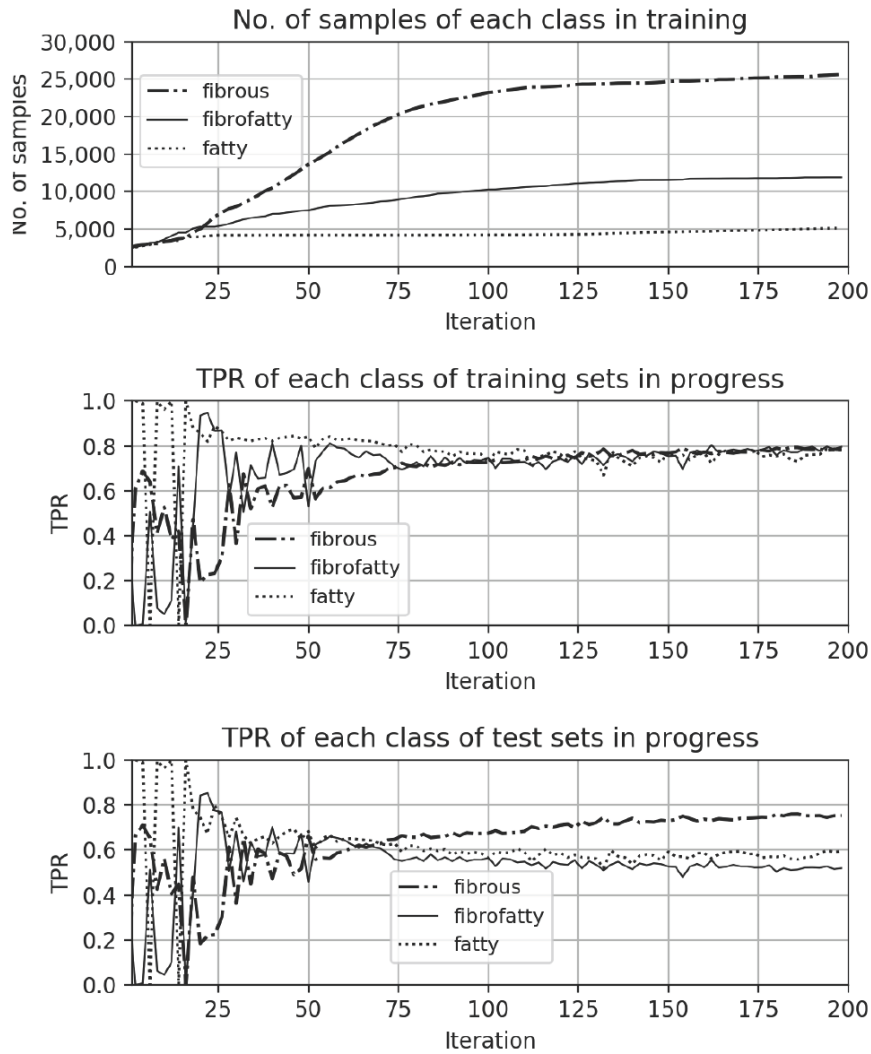 No. of samples of each class in training
30,000
25,000
20,000
15,000
10,000
5,000
0
No. of samples
fibrous
fibrofatty
fatty
25 50 75 100 125 150 175 200
Iteration
TPR of each class of training sets in progress
1.0
0.8
0.6
0.4
0.2
0.0
TPR
fibrous
fibrofatty
fatty
25 50 75 100 125 150 175 200
Iteration
TPR of each class of test sets in progress
1.0
0.8
0.6
0.4
0.2
0.0
TPR
fibrous
fibrofatty
fatty
25 50 75 100 125 150 175 200
Iteration